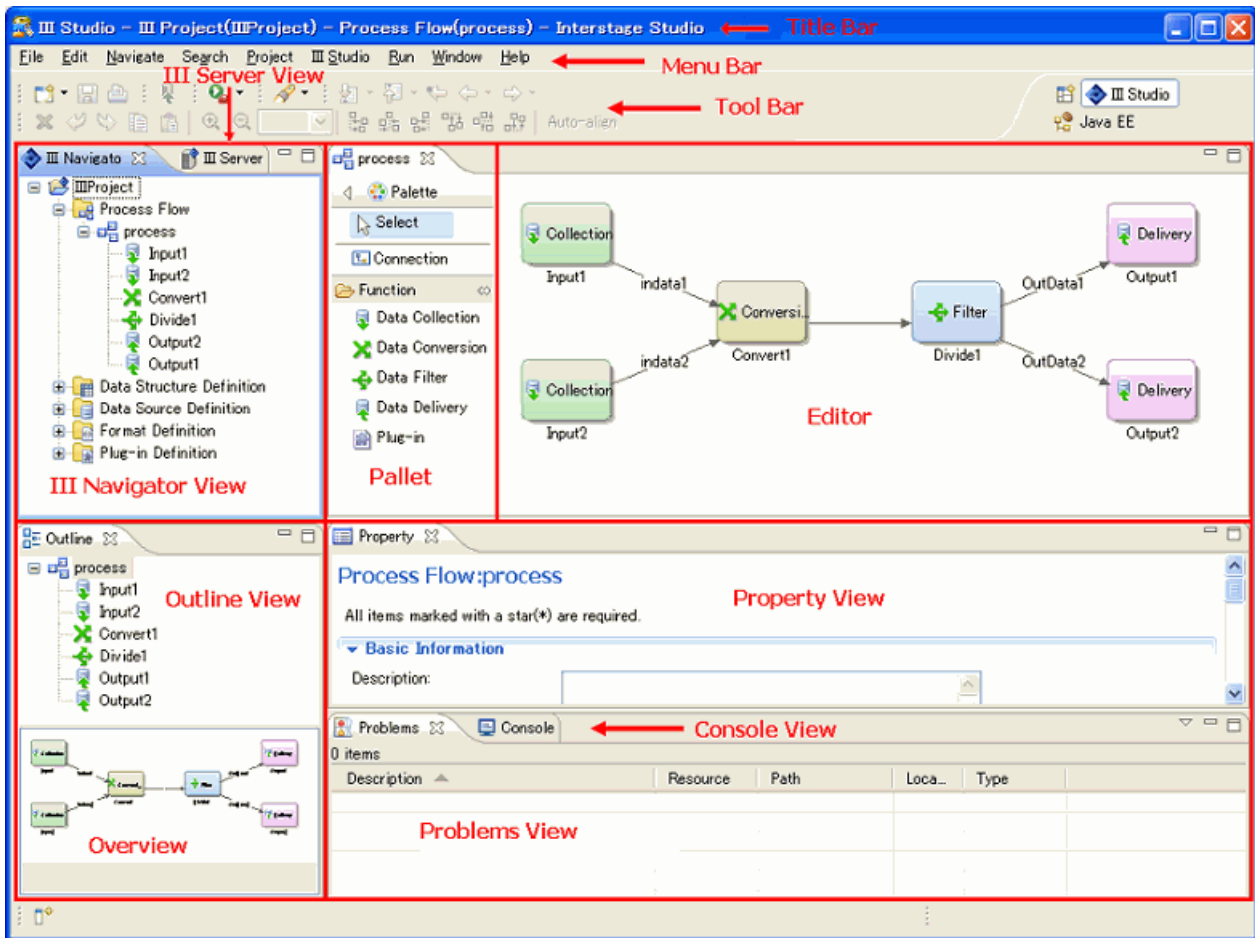 III Studio - III Project(IIIProject) - Process Flow(process) - Interstage Studio
Title Bar
File Edit Navigate Search Project III Studio Run Window Help
Menu Bar
III Server View
Tool Bar
III Studio
Auto-align
Java EE
III Navigato
III Server
IIIProject
Process Flow
process
Input1
Input2
Convert1
Divide1
Output2
Output1
Data Structure Definition
Data Source Definition
Format Definition
Plug-in Definition
III Navigator View
process
Palette
Select
Connection
Function
Data Collection
Data Conversion
Data Filter
Data Delivery
Plug-in
Pallet
Collection
Input1
indata1
Conversi...
Convert1
Filter
Divide1
OutData1
Delivery
Output1
Collection
Input2
indata2
OutData2
Delivery
Output2
Editor
Outline
process
Input1
Input2
Convert1
Divide1
Output1
Output2
Outline View
Overview
Property
Process Flow:process
Property View
All items marked with a star(*) are required.
Basic Information
Description:
Problems
Console
Console View
0 items
Description Resource Path Loca... Type
Problems View